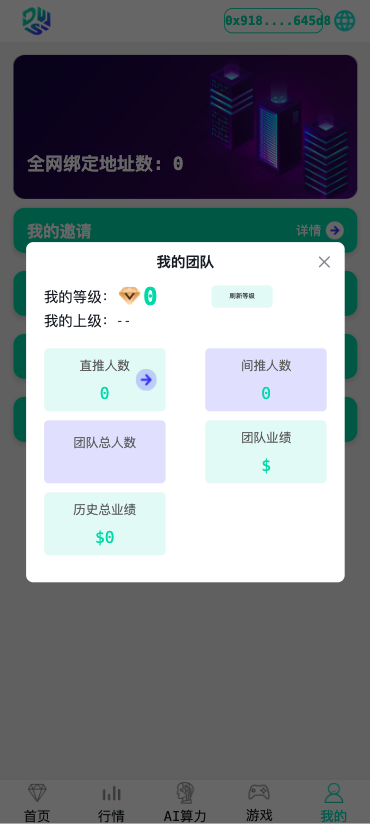 0x918....645d8
全网绑定地址数: 0
我的邀请
详情
我的团队
我的等级: 0
刷新等级
我的上级: --
直推人数
0
间推人数
0
团队总人数
团队业绩
$
历史总业绩
$0
首页
行情
AI算力
游戏
我的